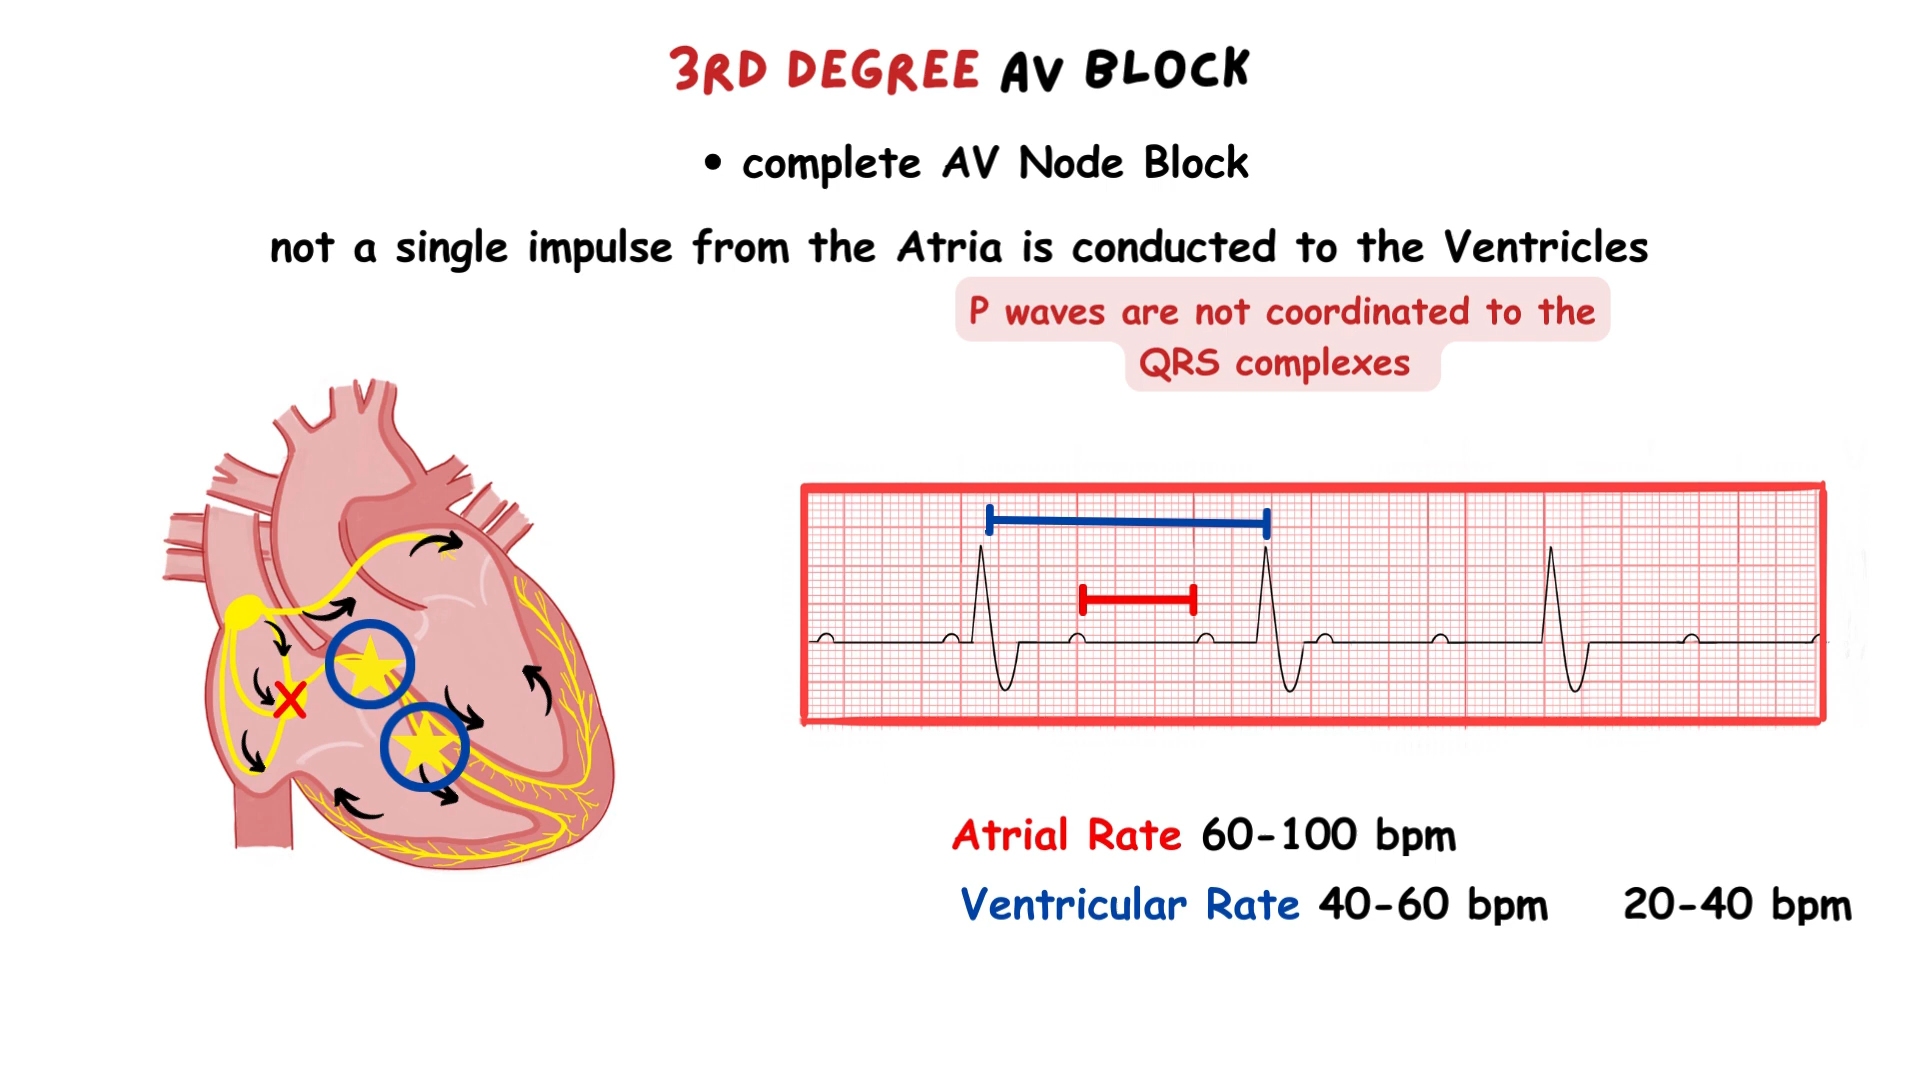 3RD DEGREE AV BLOCK
• complete AV Node Block
not a single impulse from the Atria is conducted to the Ventricles
P waves are not coordinated to the
QRS complexes
Atrial Rate 60-100 bpm
Ventricular Rate 40-60 bpm 20-40 bpm